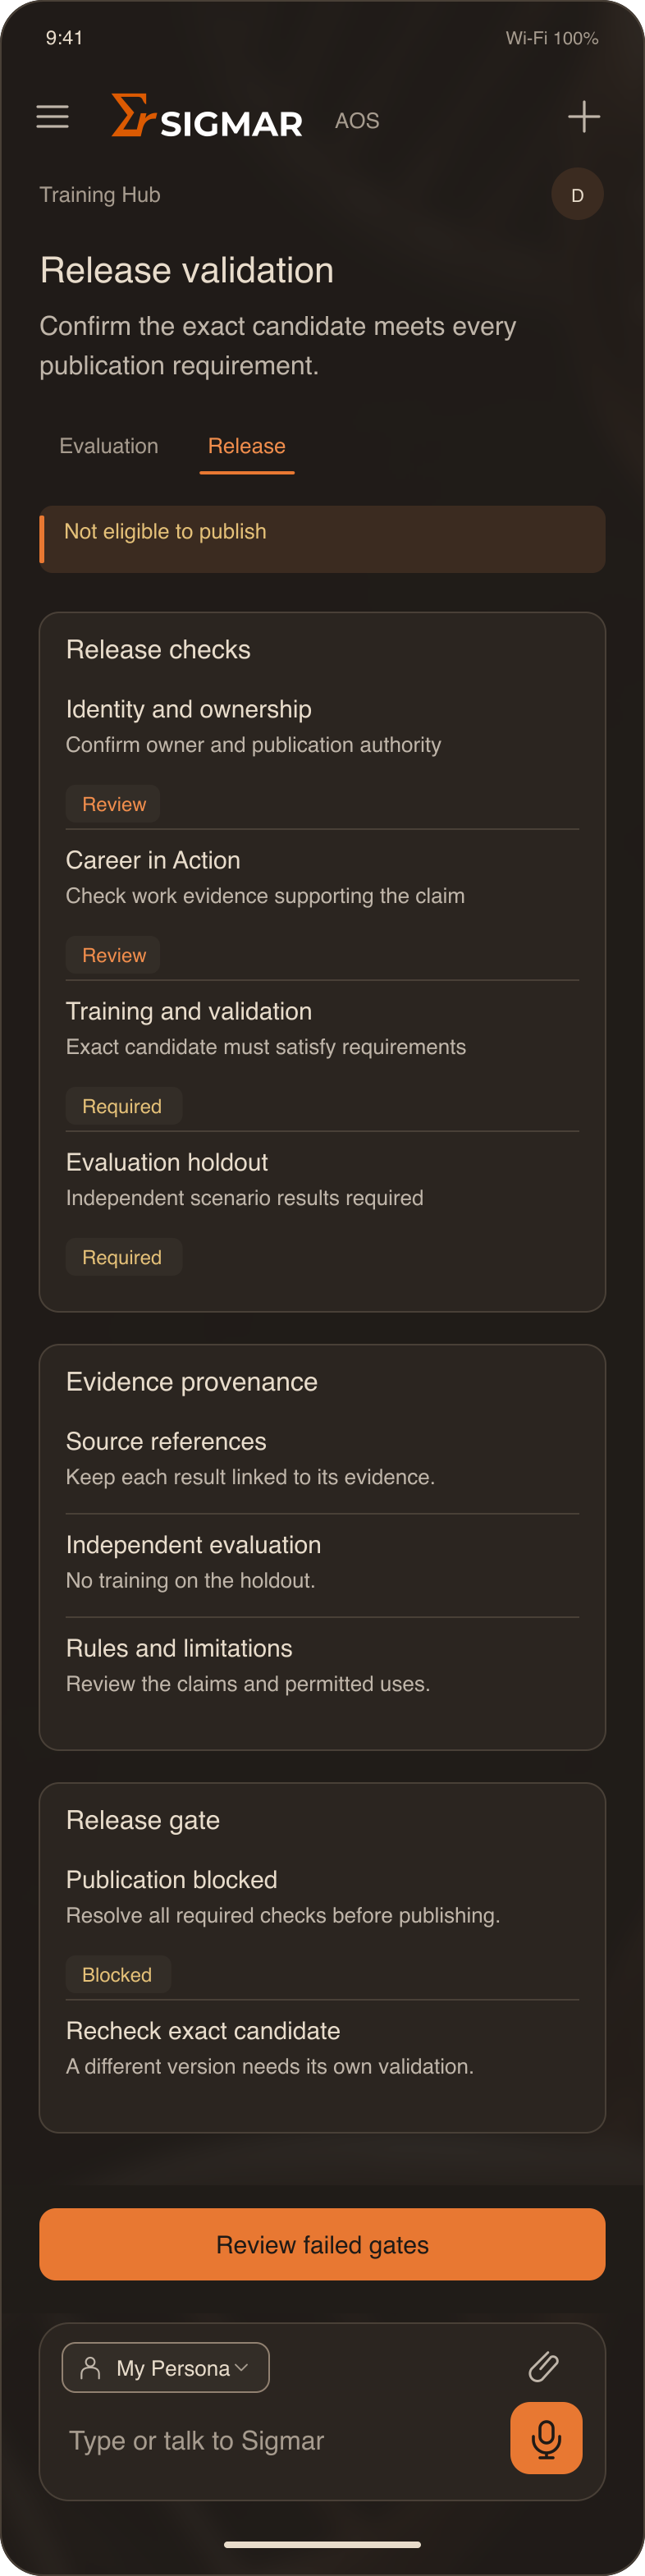 9:41
Wi-Fi 100%
Σr SIGMAR AOS
Training Hub
D
Release validation
Confirm the exact candidate meets every
publication requirement.
Evaluation
Release
Not eligible to publish
Release checks
Identity and ownership
Confirm owner and publication authority
Review
Career in Action
Check work evidence supporting the claim
Review
Training and validation
Exact candidate must satisfy requirements
Required
Evaluation holdout
Independent scenario results required
Required
Evidence provenance
Source references
Keep each result linked to its evidence.
Independent evaluation
No training on the holdout.
Rules and limitations
Review the claims and permitted uses.
Release gate
Publication blocked
Resolve all required checks before publishing.
Blocked
Recheck exact candidate
A different version needs its own validation.
Review failed gates
My Persona
Type or talk to Sigmar